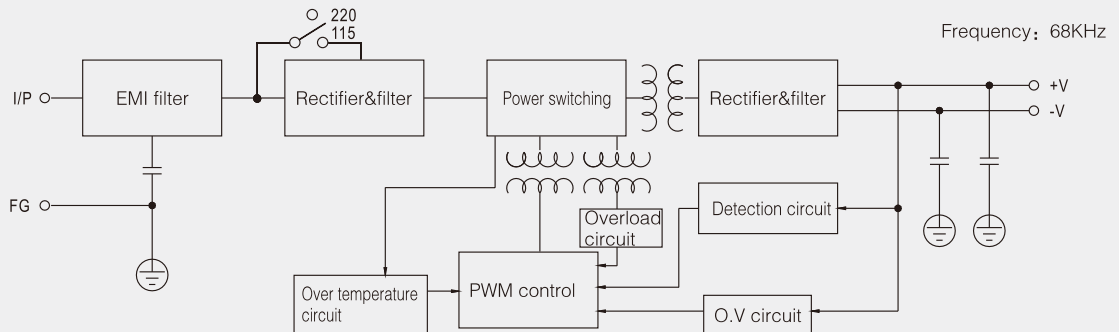 220
115
Frequency: 68KHz
I/P
EMI filter
Rectifier&filter
Power switching
Rectifier&filter
+V
-V
FG
Detection circuit
Overload
circuit
Over temperature
circuit
PWM control
O.V circuit